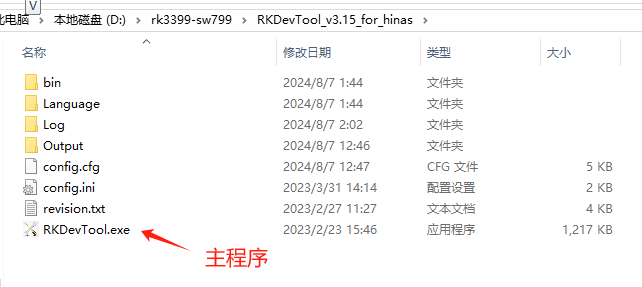 V
此电脑 > 本地磁盘 (D:) > rk3399-sw799 > RKDevTool_v3.15_for_hinas >
名称 修改日期 类型 大小
bin 2024/8/7 1:44 文件夹
Language 2024/8/7 1:44 文件夹
Log 2024/8/7 2:02 文件夹
Output 2024/8/7 12:46 文件夹
config.cfg 2024/8/7 12:47 CFG 文件 5 KB
config.ini 2023/3/31 14:14 配置设置 2 KB
revision.txt 2023/2/27 11:27 文本文档 4 KB
RKDevTool.exe 2023/2/23 15:46 应用程序 1,217 KB
主程序